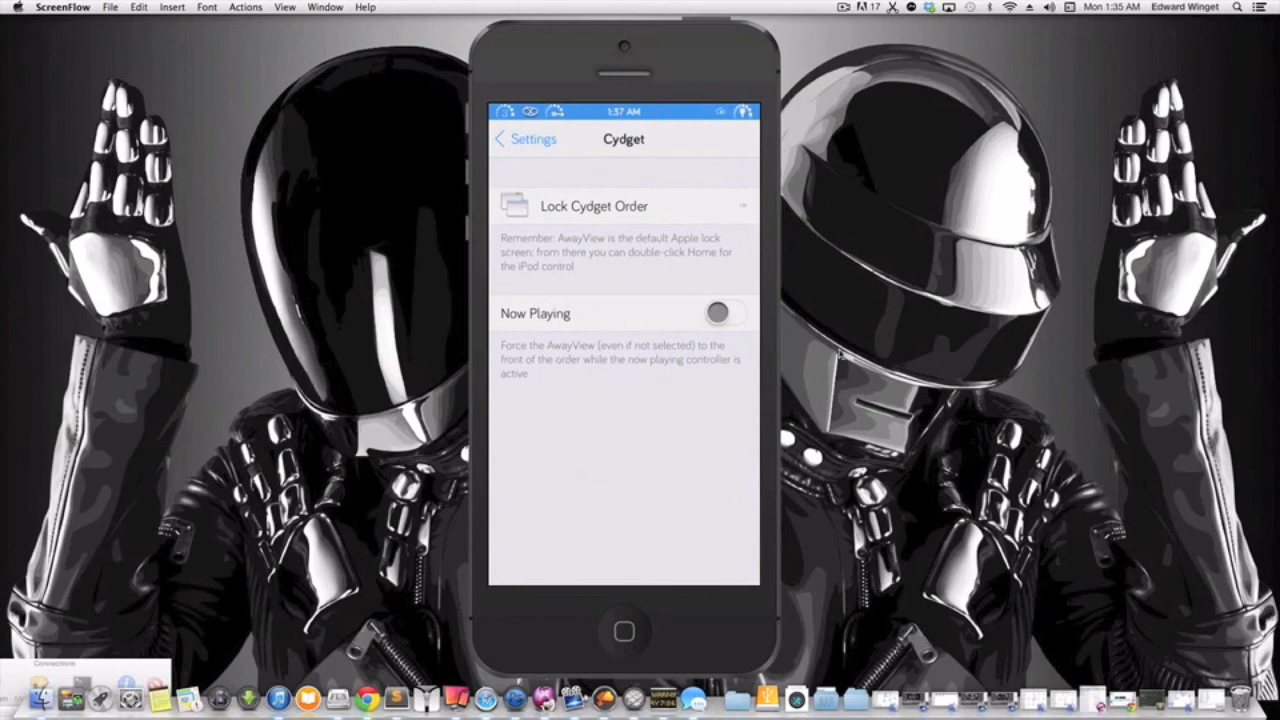 ScreenFlow File Edit Insert Font Actions View Window Help 17 Mon 1:35 AM Edward Winget
1:37 AM
Settings Cydget
Lock Cydget Order
Remember: AwayView is the default Apple lock
screen: from there you can double-click Home for
the iPod control
Now Playing
Force the AwayView (even if not selected) to the
front of the order while the now playing controller is
active
Connections